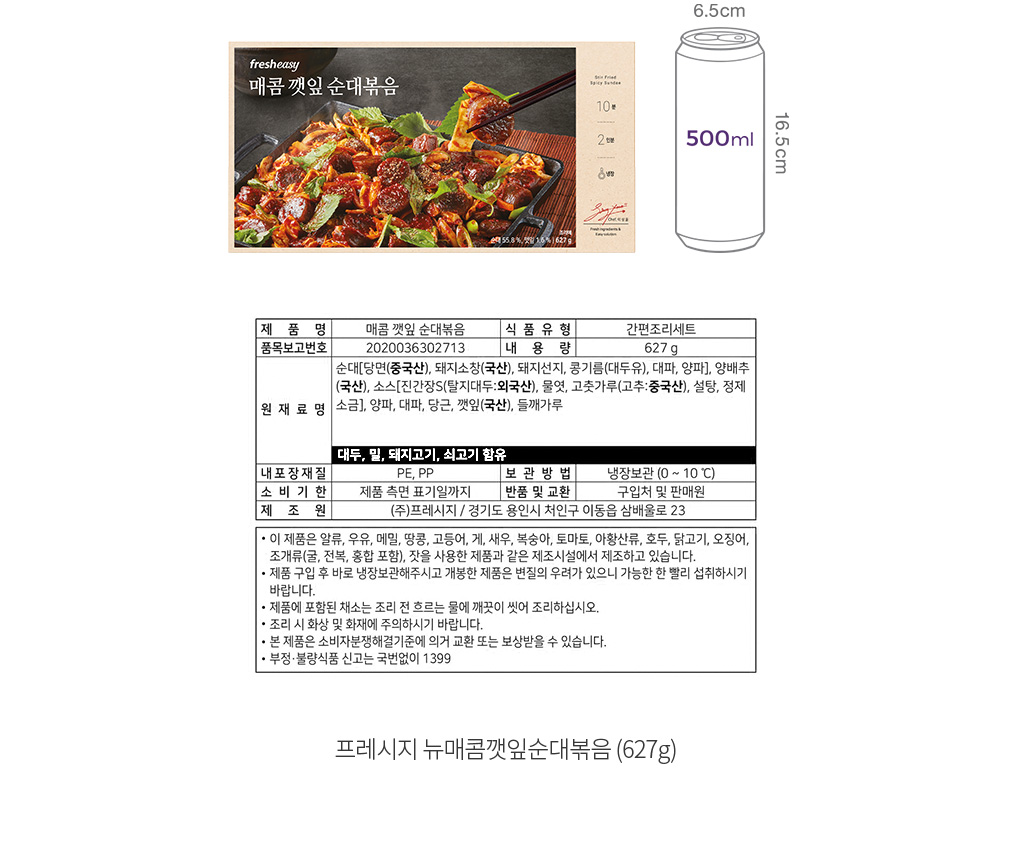 6.5cm
fresheasy
매콤 깻잎 순대볶음
Stir Fried
Spicy Sundae
10분
2인분
냉장
500ml
16.5cm
Fresh ingredients &
Easy solution
조리예
순대 55.8 %, 깻잎 1.6 % | 627 g
제 품 명 매콤 깻잎 순대볶음 식 품 유 형 간편조리세트
품목보고번호 2020036302713 내 용 량 627 g
원 재 료 명
순대[당면(중국산), 돼지소창(국산), 돼지선지, 콩기름(대두유), 대파, 양파], 양배추
(국산), 소스[진간장S(탈지대두:외국산), 물엿, 고춧가루(고추:중국산), 설탕, 정제
소금], 양파, 대파, 당근, 깻잎(국산), 들깨가루
대두, 밀, 돼지고기, 쇠고기 함유
내포장재질 PE, PP 보 관 방 법 냉장보관 (0 ~ 10 ℃)
소 비 기 한 제품 측면 표기일까지 반품 및 교환 구입처 및 판매원
제 조 원 (주)프레시지 / 경기도 용인시 처인구 이동읍 삼배울로 23
• 이 제품은 알류, 우유, 메밀, 땅콩, 고등어, 게, 새우, 복숭아, 토마토, 아황산류, 호두, 닭고기, 오징어,
조개류(굴, 전복, 홍합 포함), 잣을 사용한 제품과 같은 제조시설에서 제조하고 있습니다.
• 제품 구입 후 바로 냉장보관해주시고 개봉한 제품은 변질의 우려가 있으니 가능한 한 빨리 섭취하시기
바랍니다.
• 제품에 포함된 채소는 조리 전 흐르는 물에 깨끗이 씻어 조리하십시오.
• 조리 시 화상 및 화재에 주의하시기 바랍니다.
• 본 제품은 소비자분쟁해결기준에 의거 교환 또는 보상받을 수 있습니다.
• 부정·불량식품 신고는 국번없이 1399
프레시지 뉴매콤깻잎순대볶음 (627g)